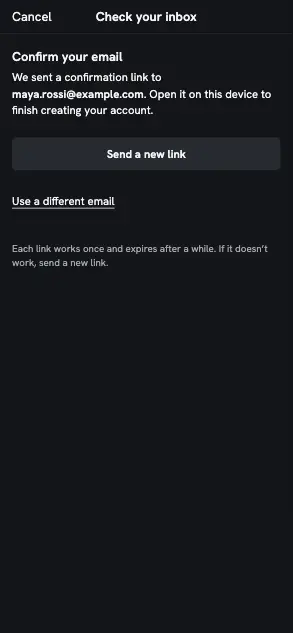 Cancel
Check your inbox
Confirm your email
We sent a confirmation link to
maya.rossi@example.com. Open it on this device to
finish creating your account.
Send a new link
Use a different email
Each link works once and expires after a while. If it doesn't
work, send a new link.